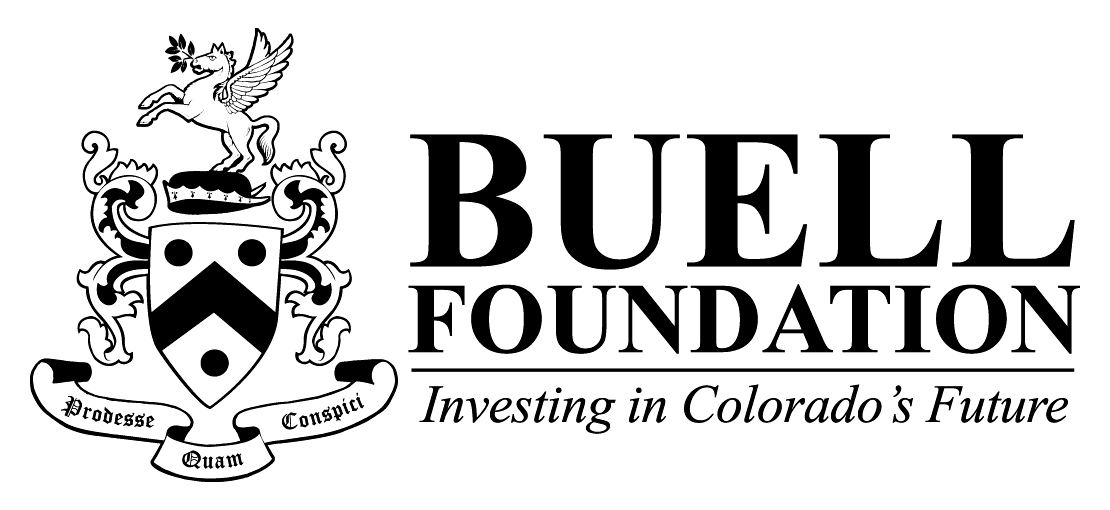 BUELL
FOUNDATION
Investing in Colorado's Future
Prodesse Quam Conspici